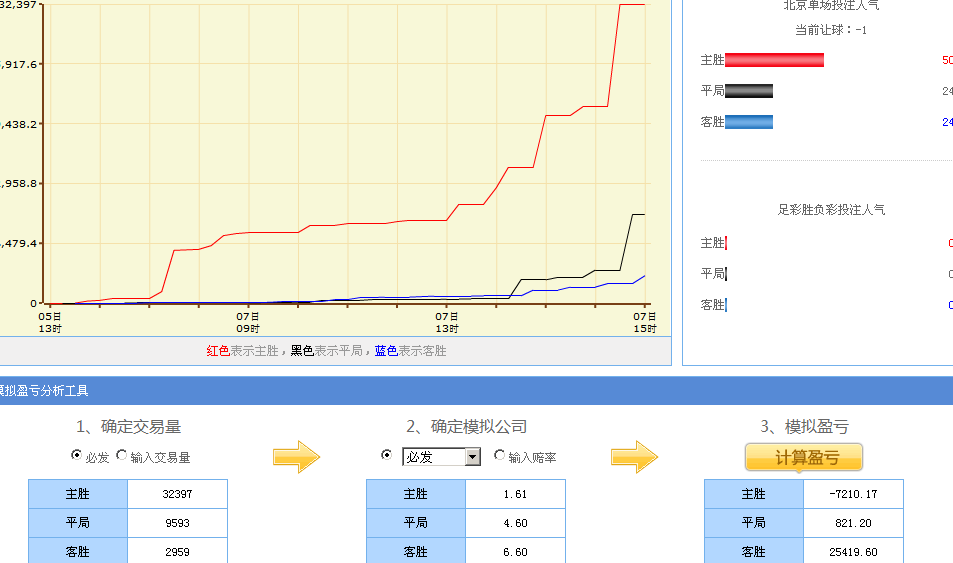 32,397
,917.6
,438.2
,958.8
,479.4
0
05日 07日 07日 07日
13时 09时 13时 15时
红色表示主胜，黑色表示平局，蓝色表示客胜
北京单场投注人气
当前让球：-1
主胜 50
平局 24
客胜 24
足彩胜负彩投注人气
主胜 0
平局 0
客胜 0
模拟盈亏分析工具
1、确定交易量 2、确定模拟公司 3、模拟盈亏
必发 输入交易量 必发 输入赔率 计算盈亏
主胜 32397 主胜 1.61 主胜 -7210.17
平局 9593 平局 4.60 平局 821.20
客胜 2959 客胜 6.60 客胜 25419.60